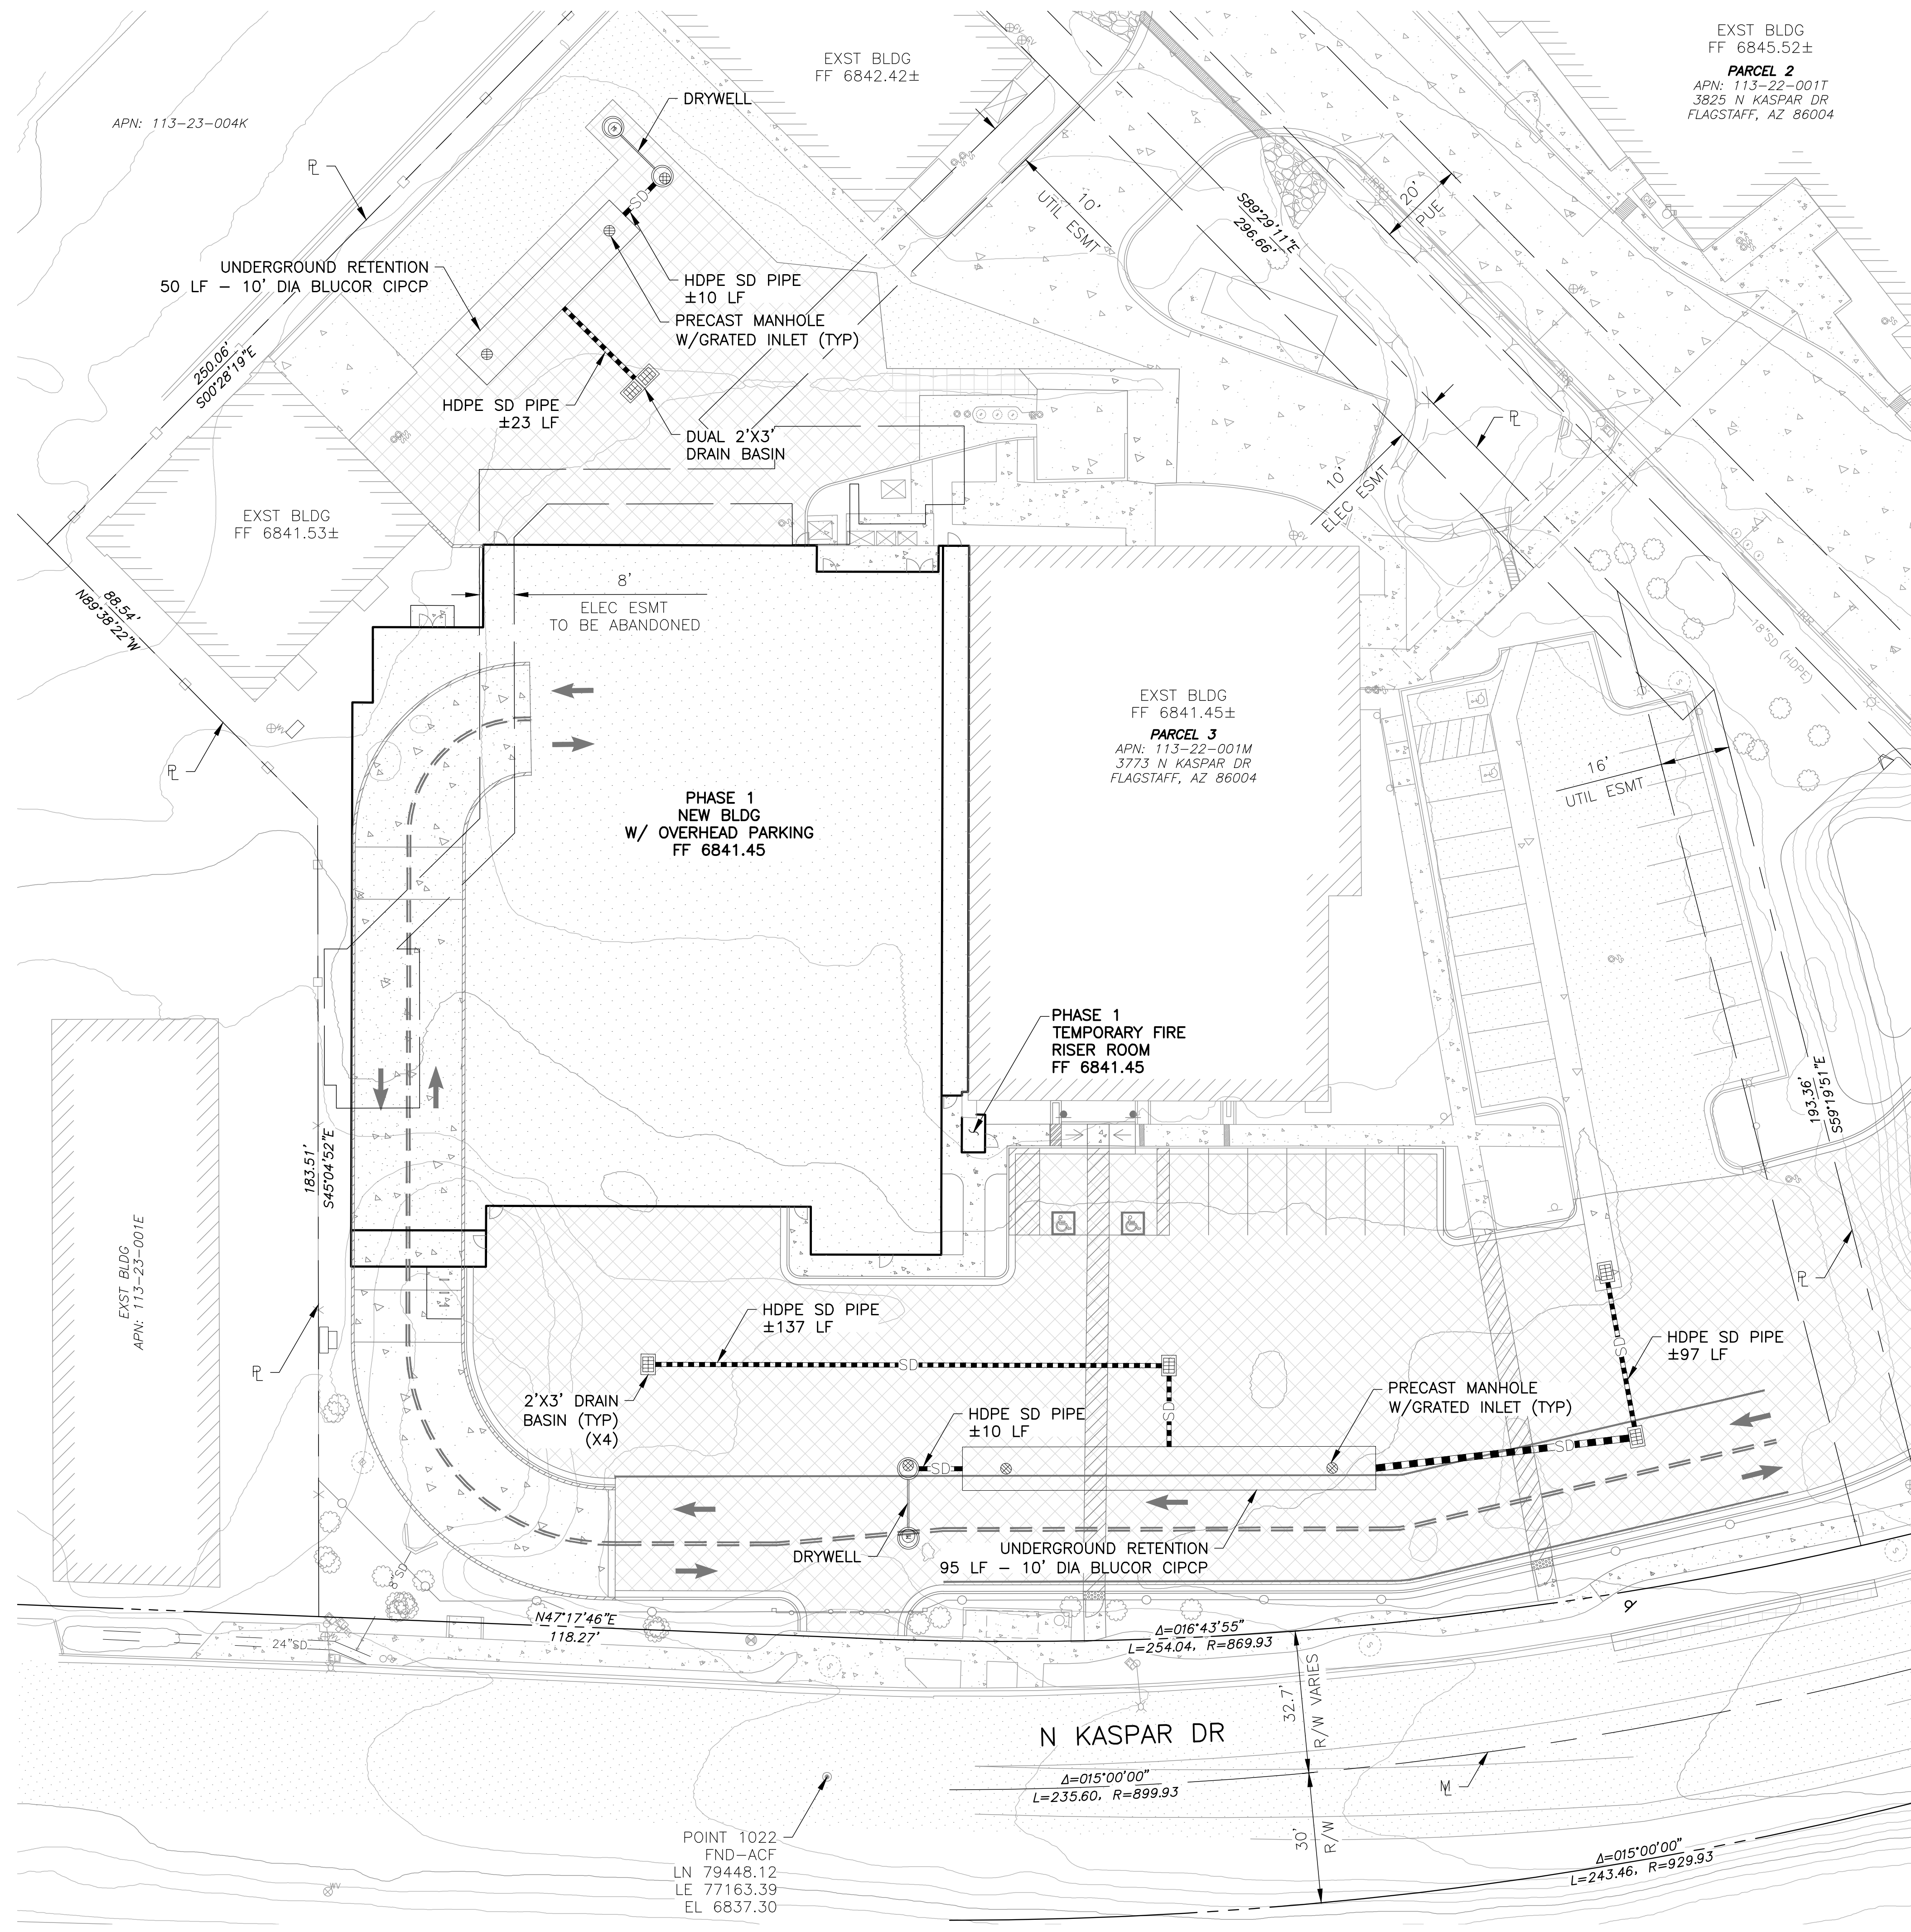 EXST BLDG
FF 6842.42±
EXST BLDG
FF 6845.52±
PARCEL 2
APN: 113-22-001T
3825 N KASPAR DR
FLAGSTAFF, AZ 86004
APN: 113-23-004K
DRYWELL
PL
10'
UTIL ESMT
20'
PUE
S89°29'11"E
296.66'
SD
UNDERGROUND RETENTION
50 LF - 10' DIA BLUCOR CIPCP
HDPE SD PIPE
±10 LF
PRECAST MANHOLE
W/GRATED INLET (TYP)
250.06'
S00°28'19"E
HDPE SD PIPE
±23 LF
DUAL 2'X3'
DRAIN BASIN
PL
10'
ELEC ESMT
EXST BLDG
FF 6841.53±
8'
ELEC ESMT
TO BE ABANDONED
88.54'
N89°38'22"W
18"SD (HDPE)
PL
EXST BLDG
FF 6841.45±
PARCEL 3
APN: 113-22-001M
3773 N KASPAR DR
FLAGSTAFF, AZ 86004
16'
UTIL ESMT
PHASE 1
NEW BLDG
W/ OVERHEAD PARKING
FF 6841.45
PHASE 1
TEMPORARY FIRE
RISER ROOM
FF 6841.45
193.36'
S59°19'51"E
183.51'
S45°04'52"E
EXST BLDG
APN: 113-23-001E
PL
PL
HDPE SD PIPE
±137 LF
SD
SD
HDPE SD PIPE
±97 LF
2'X3' DRAIN
BASIN (TYP)
(X4)
HDPE SD PIPE
±10 LF
SD
SD
PRECAST MANHOLE
W/GRATED INLET (TYP)
SD
DRYWELL
UNDERGROUND RETENTION
95 LF - 10' DIA BLUCOR CIPCP
8"SD
N47°17'46"E
118.27'
24"SD
Δ=016°43'55"
L=254.04, R=869.93
32.7'
R/W VARIES
N KASPAR DR
Δ=015°00'00"
L=235.60, R=899.93
ML
30'
R/W
POINT 1022
FND-ACF
LN 79448.12
LE 77163.39
EL 6837.30
WV
Δ=015°00'00"
L=243.46, R=929.93